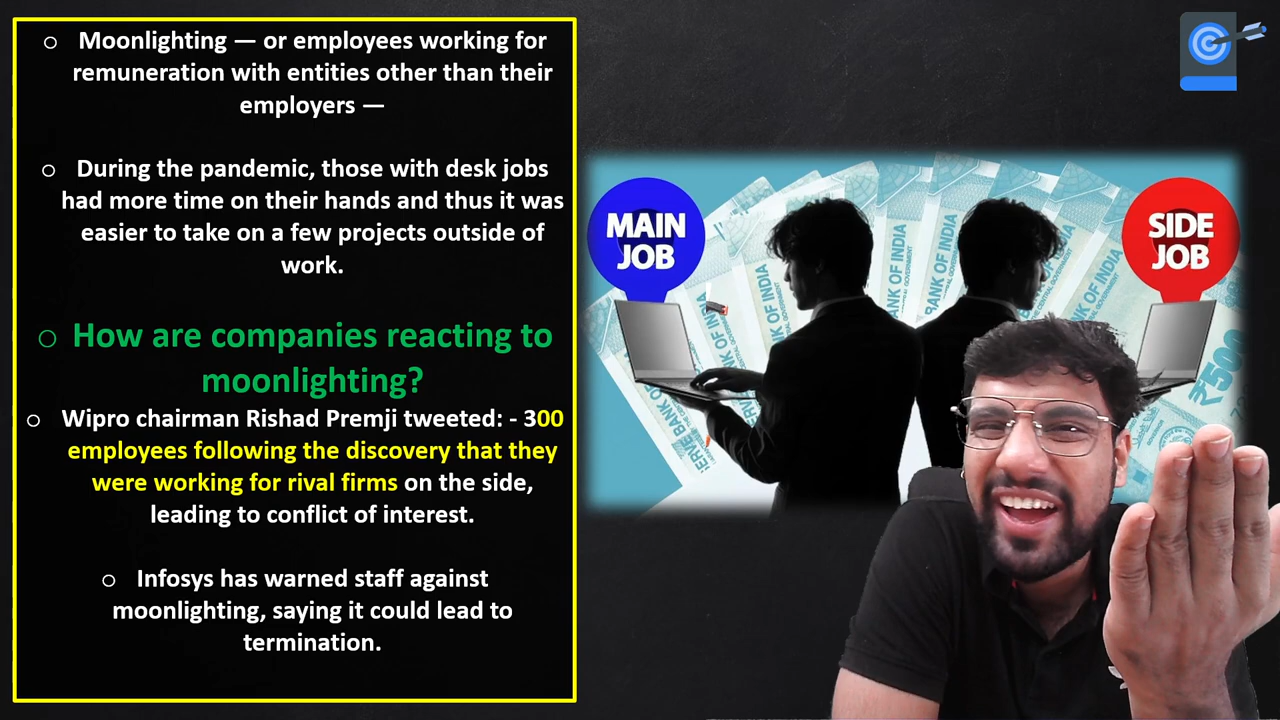 ○ Moonlighting — or employees working for
remuneration with entities other than their
employers —
○ During the pandemic, those with desk jobs
had more time on their hands and thus it was
easier to take on a few projects outside of
work.
○ How are companies reacting to
moonlighting?
○ Wipro chairman Rishad Premji tweeted: - 300
employees following the discovery that they
were working for rival firms on the side,
leading to conflict of interest.
○ Infosys has warned staff against
moonlighting, saying it could lead to
termination.
MAIN
JOB
SIDE
JOB
BANK OF INDIA
BANK OF INDIA
BANK OF INDIA
₹500